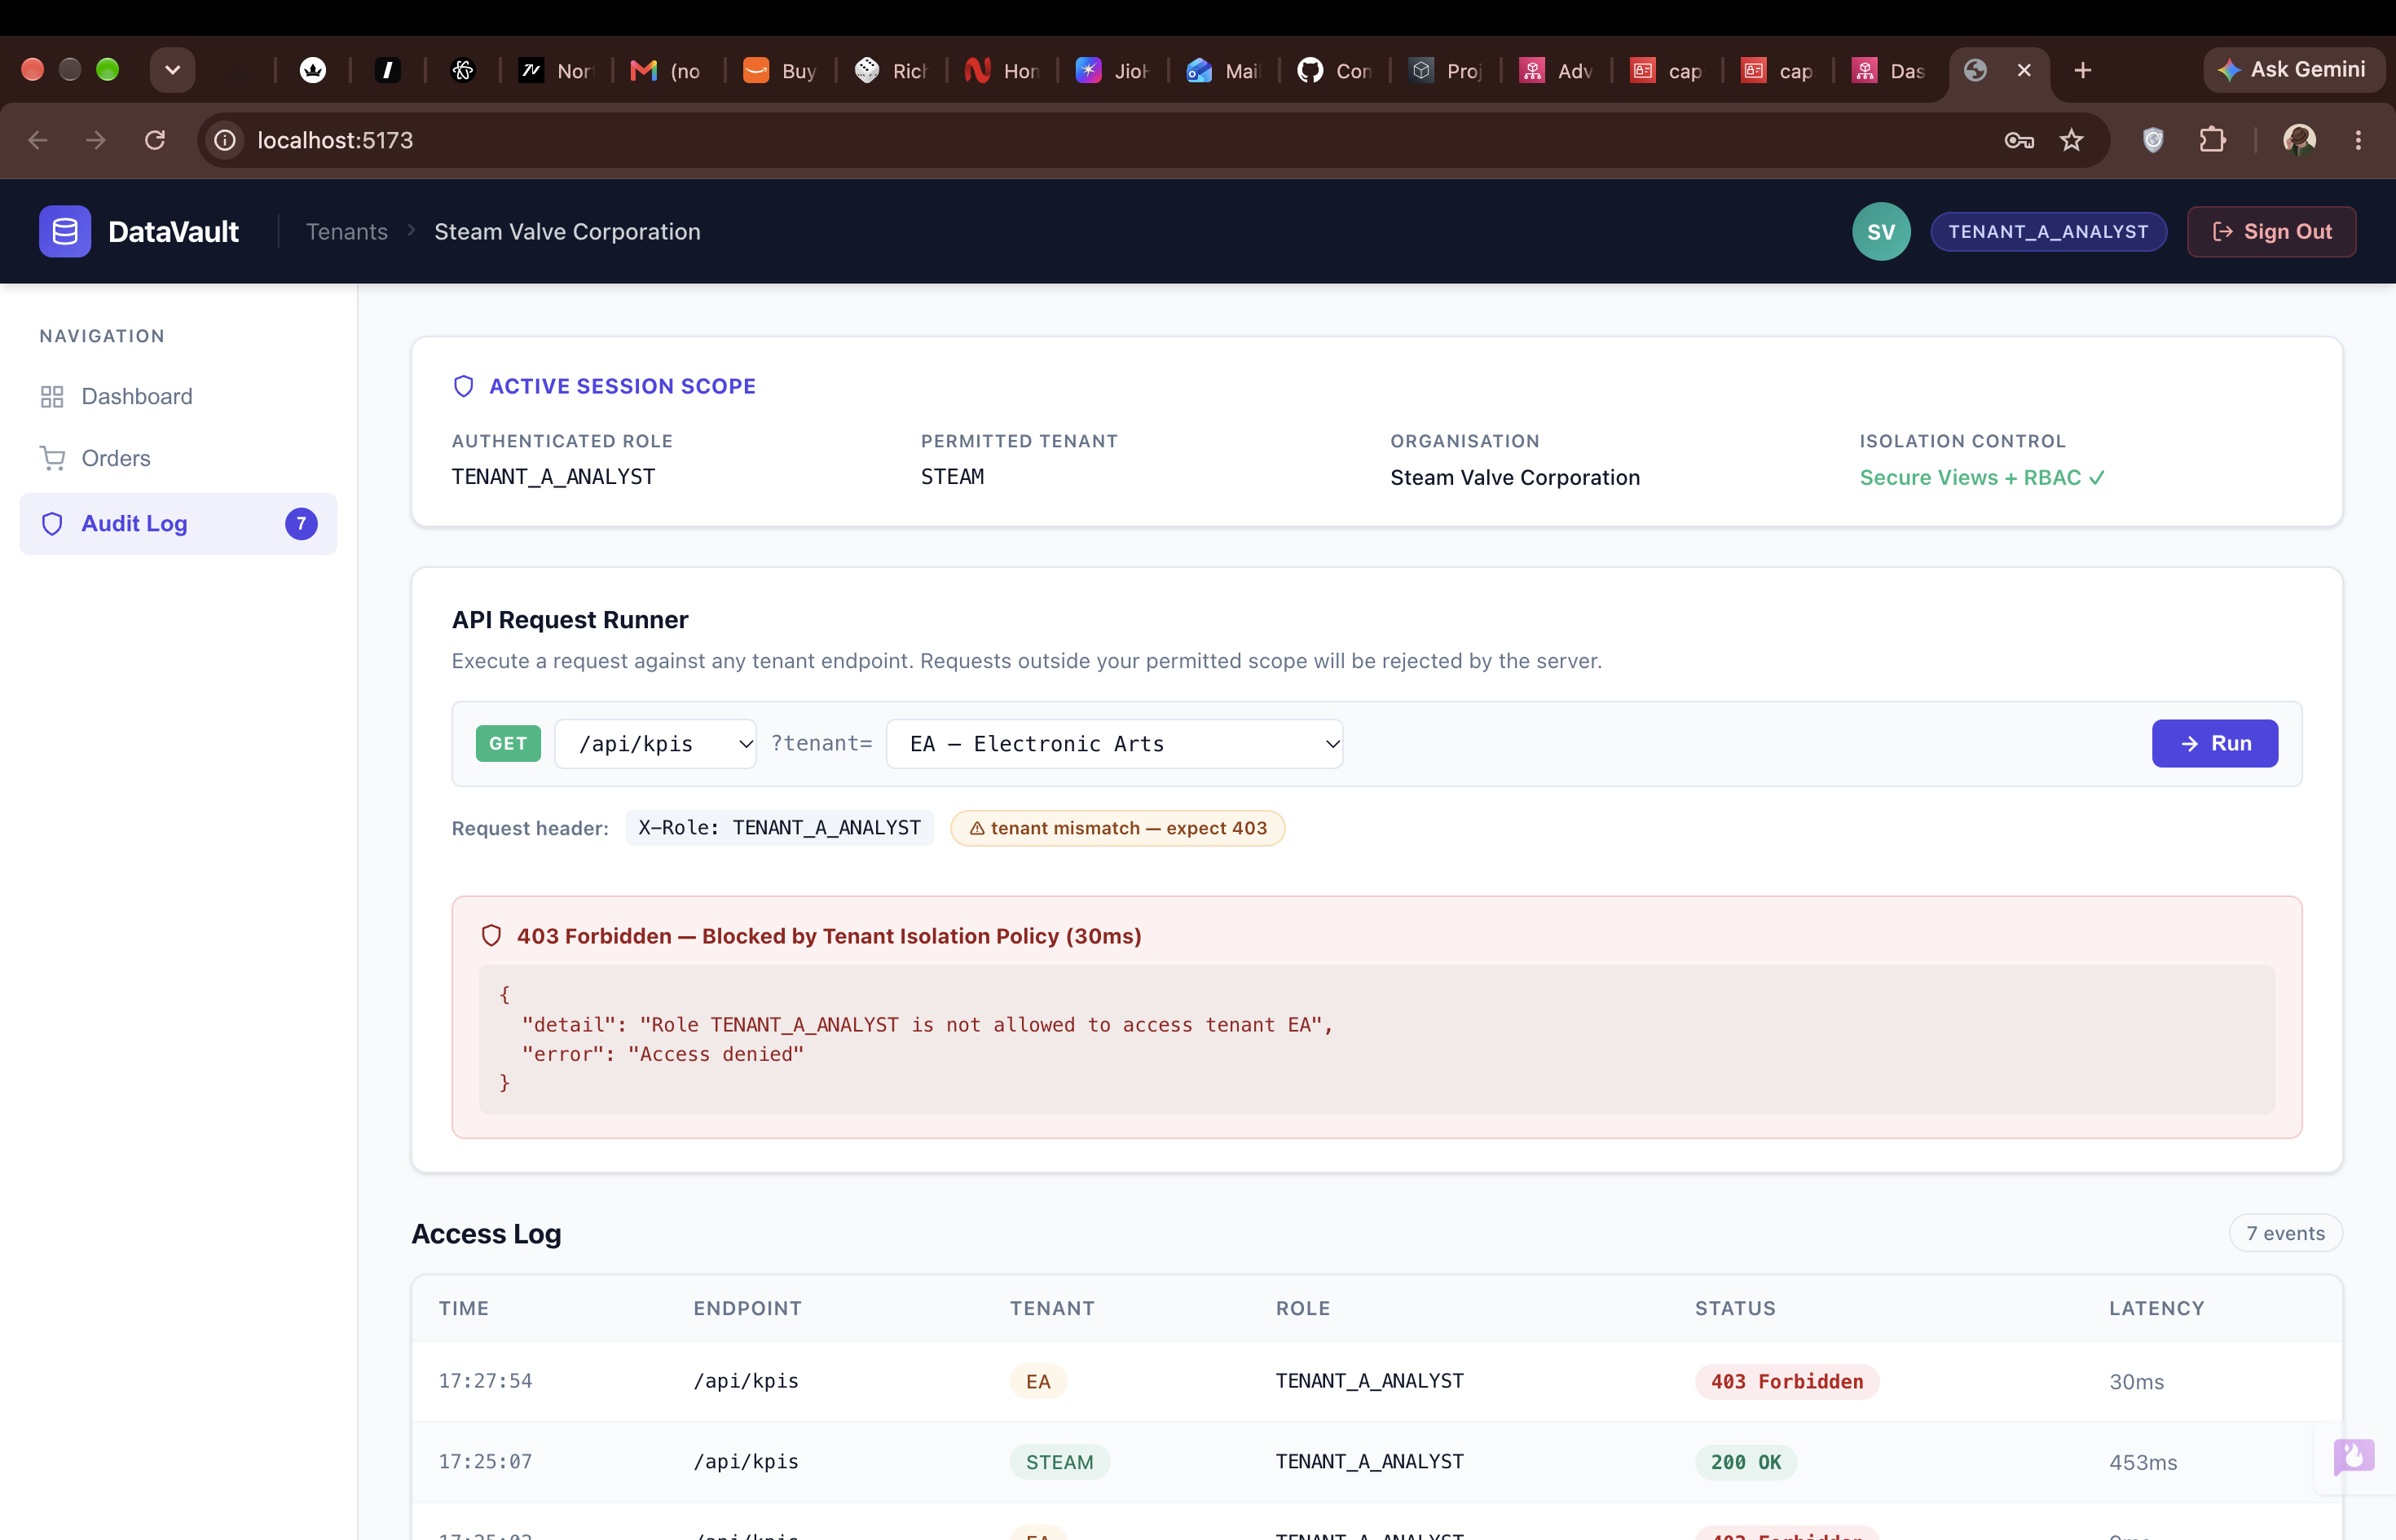 Nor
(no
Buy
Rich
Hon
JioH
Mail
Con
Proj
Adv
cap
cap
Das
Ask Gemini
localhost:5173
DataVault
Tenants > Steam Valve Corporation
SV
TENANT_A_ANALYST
Sign Out
NAVIGATION
Dashboard
Orders
Audit Log
7
ACTIVE SESSION SCOPE
AUTHENTICATED ROLE
TENANT_A_ANALYST
PERMITTED TENANT
STEAM
ORGANISATION
Steam Valve Corporation
ISOLATION CONTROL
Secure Views + RBAC ✓
API Request Runner
Execute a request against any tenant endpoint. Requests outside your permitted scope will be rejected by the server.
GET /api/kpis ?tenant= EA — Electronic Arts → Run
Request header: X-Role: TENANT_A_ANALYST ⚠ tenant mismatch — expect 403
403 Forbidden — Blocked by Tenant Isolation Policy (30ms)
{
"detail": "Role TENANT_A_ANALYST is not allowed to access tenant EA",
"error": "Access denied"
}
Access Log
7 events
TIME ENDPOINT TENANT ROLE STATUS LATENCY
17:27:54 /api/kpis EA TENANT_A_ANALYST 403 Forbidden 30ms
17:25:07 /api/kpis STEAM TENANT_A_ANALYST 200 OK 453ms